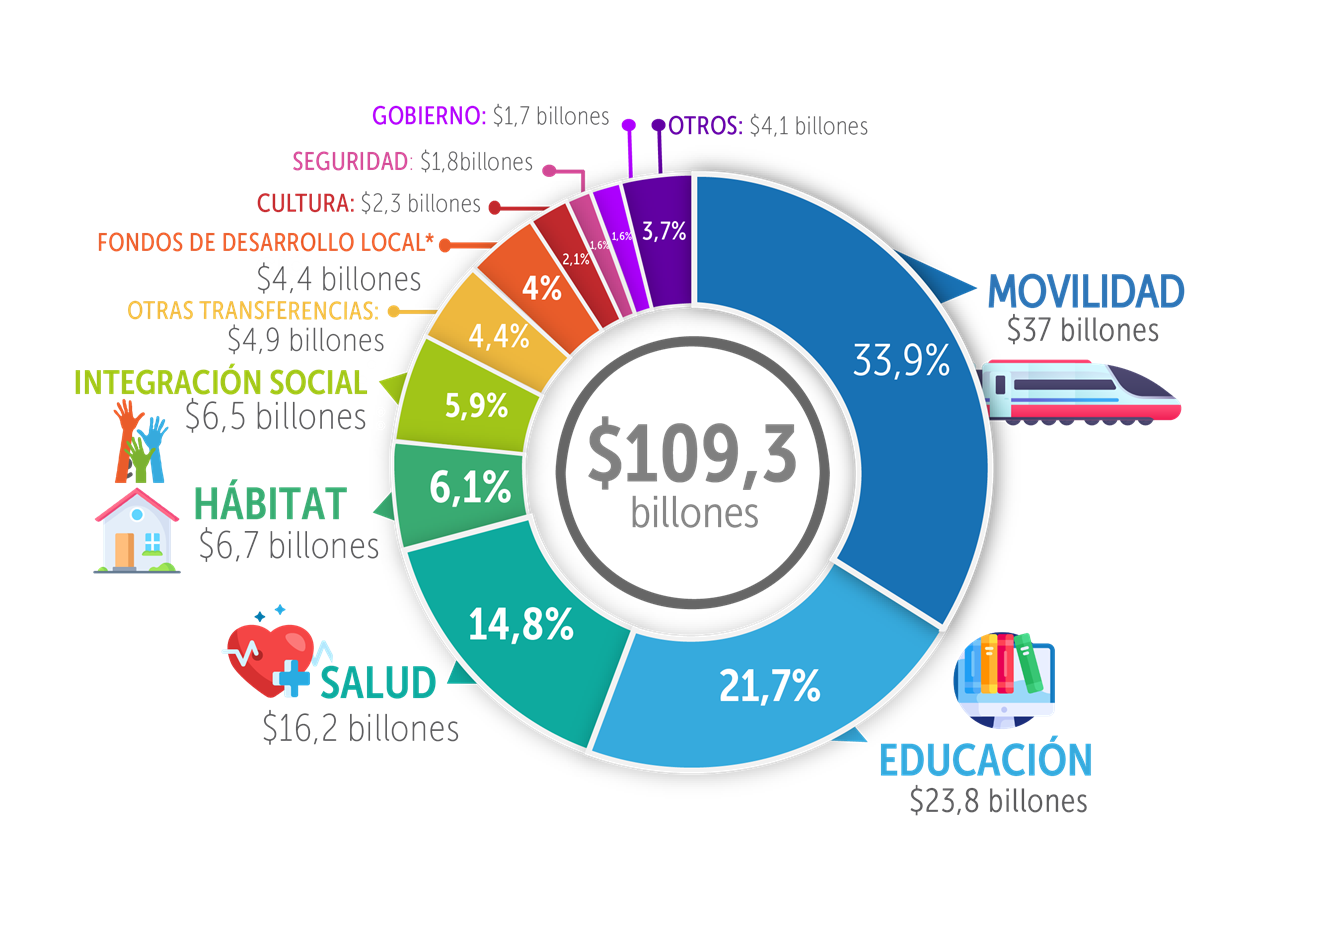 GOBIERNO: $1,7 billones
OTROS: $4,1 billones
SEGURIDAD: $1,8billones
CULTURA: $2,3 billones
FONDOS DE DESARROLLO LOCAL*
$4,4 billones
OTRAS TRANSFERENCIAS:
$4,9 billones
INTEGRACIÓN SOCIAL
$6,5 billones
HÁBITAT
$6,7 billones
SALUD
$16,2 billones
MOVILIDAD
$37 billones
EDUCACIÓN
$23,8 billones
3,7%
1,6%
1,6%
2,1%
4%
4,4%
5,9%
6,1%
14,8%
21,7%
33,9%
$109,3
billones